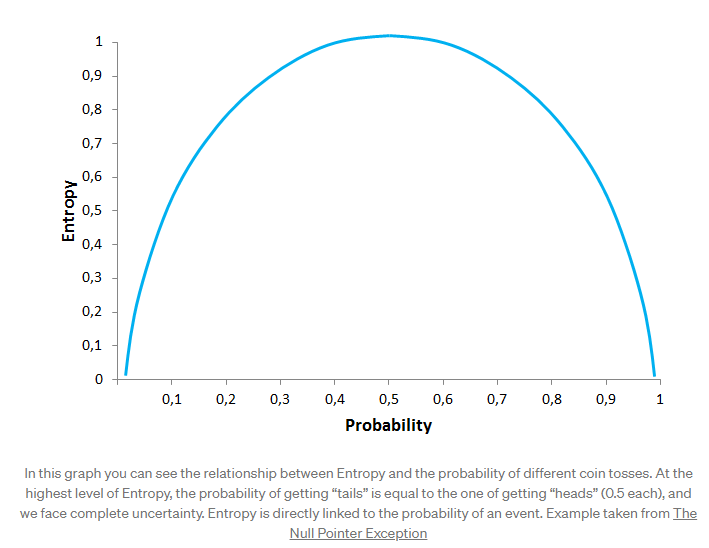 Entropy
1
0,9
0,8
0,7
0,6
0,5
0,4
0,3
0,2
0,1
0
0,1 0,2 0,3 0,4 0,5 0,6 0,7 0,8 0,9 1
Probability
In this graph you can see the relationship between Entropy and the probability of different coin tosses. At the
highest level of Entropy, the probability of getting “tails” is equal to the one of getting “heads” (0.5 each), and
we face complete uncertainty. Entropy is directly linked to the probability of an event. Example taken from The
Null Pointer Exception